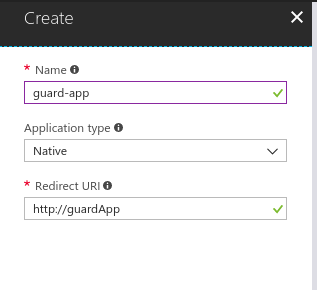 Create
* Name
guard-app
Application type
Native
* Redirect URI
http://guardApp